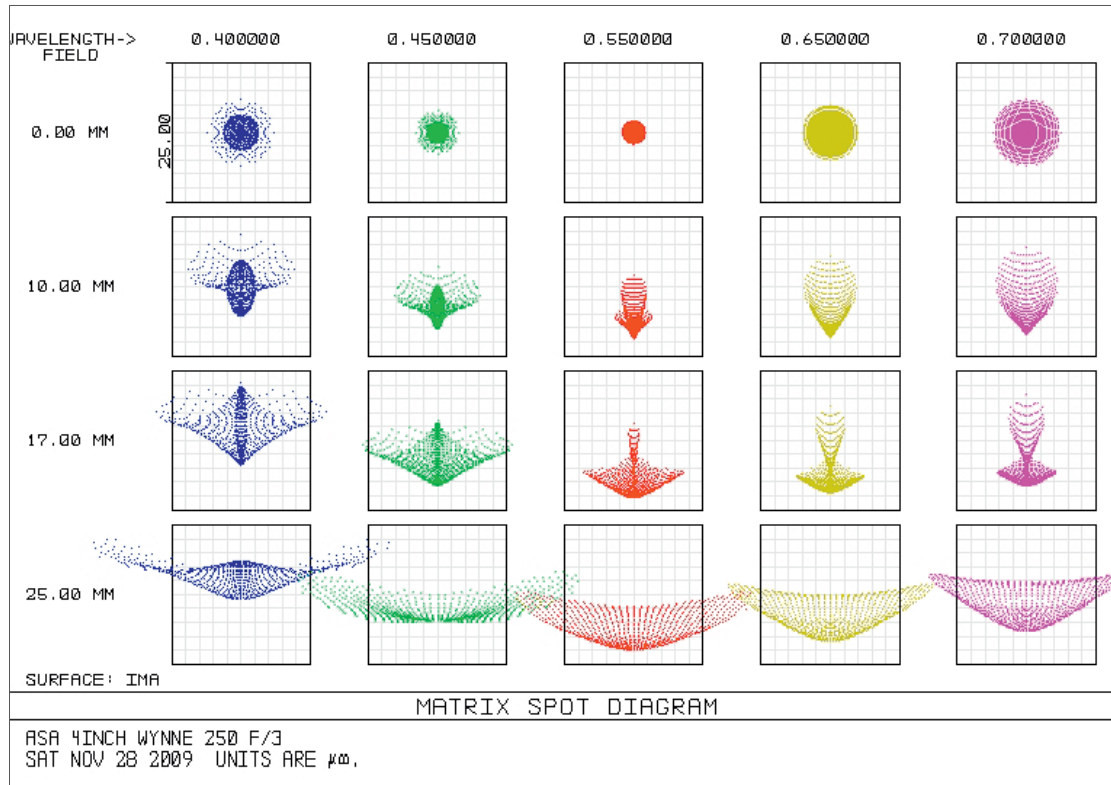 WAVELENGTH-> 0.400000 0.450000 0.550000 0.650000 0.700000
FIELD
0.00 MM
25.00
10.00 MM
17.00 MM
25.00 MM
SURFACE: IMA
MATRIX SPOT DIAGRAM
ASA 4INCH WYNNE 250 F/3
SAT NOV 28 2009 UNITS ARE µm.